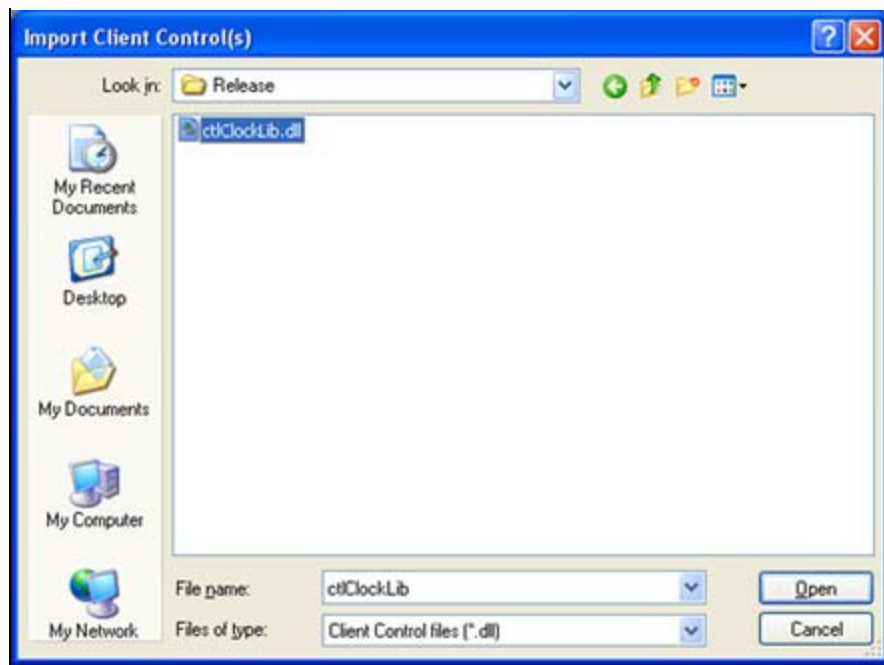 Import Client Control(s)
Look in:
Release
ctlClockLib.dll
My Recent
Documents
Desktop
My Documents
My Computer
My Network
File name:
ctlClockLib
Open
Files of type:
Client Control files (*.dll)
Cancel